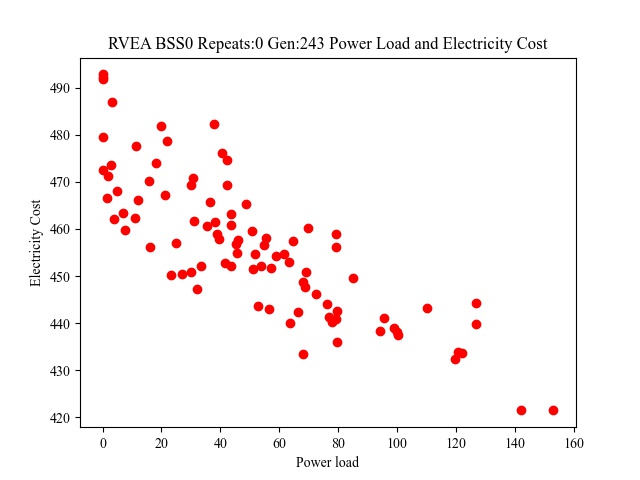 RVEA BSS0 Repeats:0 Gen:243 Power Load and Electricity Cost
Electricity Cost
490
480
470
460
450
440
430
420
0 20 40 60 80 100 120 140 160
Power load